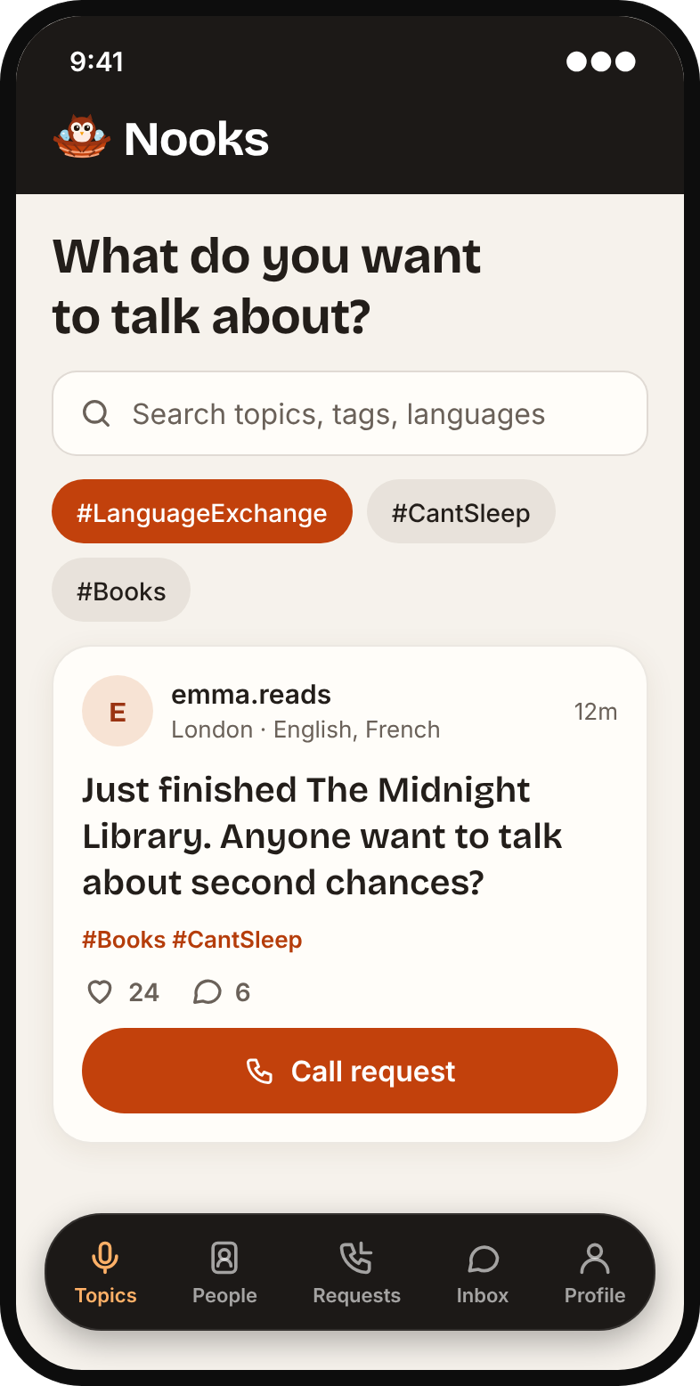 9:41
Nooks
What do you want
to talk about?
Search topics, tags, languages
#LanguageExchange #CantSleep
#Books
E
emma.reads
London · English, French
12m
Just finished The Midnight
Library. Anyone want to talk
about second chances?
#Books #CantSleep
24 6
Call request
Topics People Requests Inbox Profile